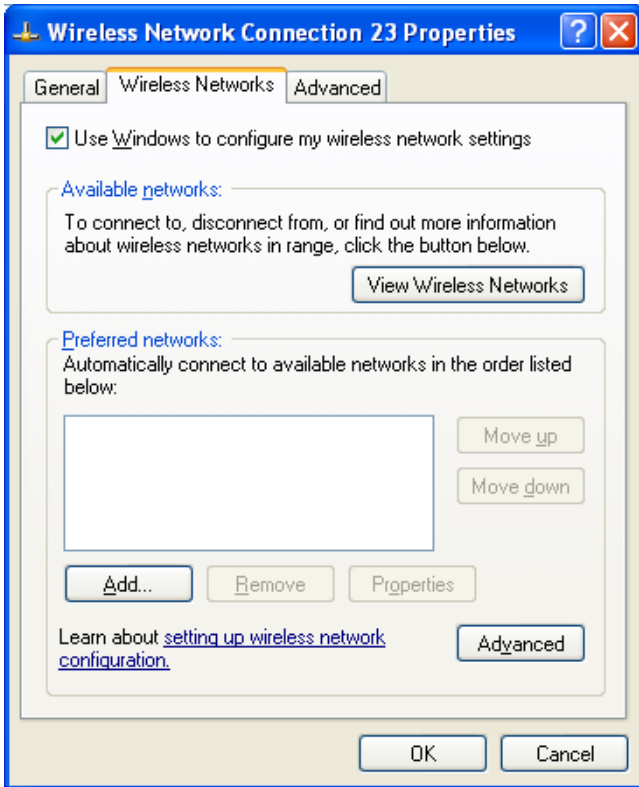 Wireless Network Connection 23 Properties
?
General Wireless Networks Advanced
Use Windows to configure my wireless network settings
Available networks:
To connect to, disconnect from, or find out more information
about wireless networks in range, click the button below.
View Wireless Networks
Preferred networks:
Automatically connect to available networks in the order listed
below:
Move up
Move down
Add... Remove Properties
Learn about setting up wireless network
configuration.
Advanced
OK Cancel